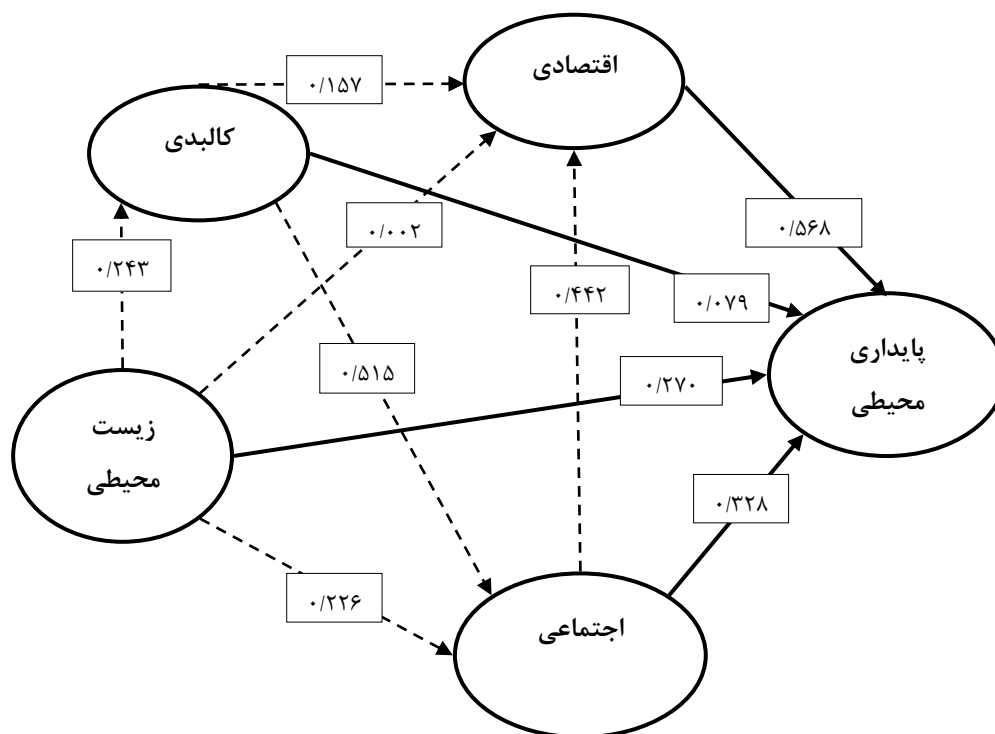 اقتصادی
۰/۱۵۷
کالبدی
۰/۰۰۲
۰/۵۶۸
۰/۲۴۳
۰/۴۴۲
۰/۰۷۹
پایداری
محیطی
۰/۵۱۵
۰/۲۷۰
زیست
محیطی
۰/۳۲۸
۰/۲۲۶
اجتماعی